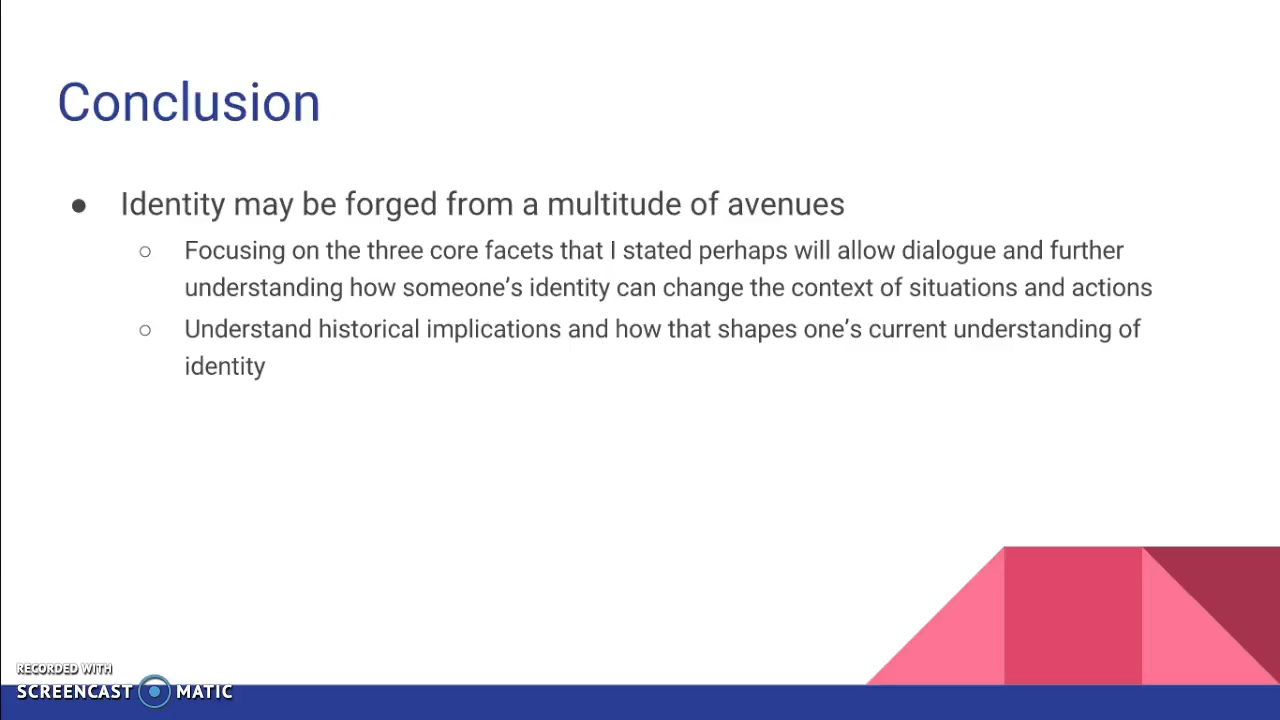 Conclusion
● Identity may be forged from a multitude of avenues
○ Focusing on the three core facets that I stated perhaps will allow dialogue and further
understanding how someone’s identity can change the context of situations and actions
○ Understand historical implications and how that shapes one’s current understanding of
identity
RECORDED WITH
SCREENCAST MATIC